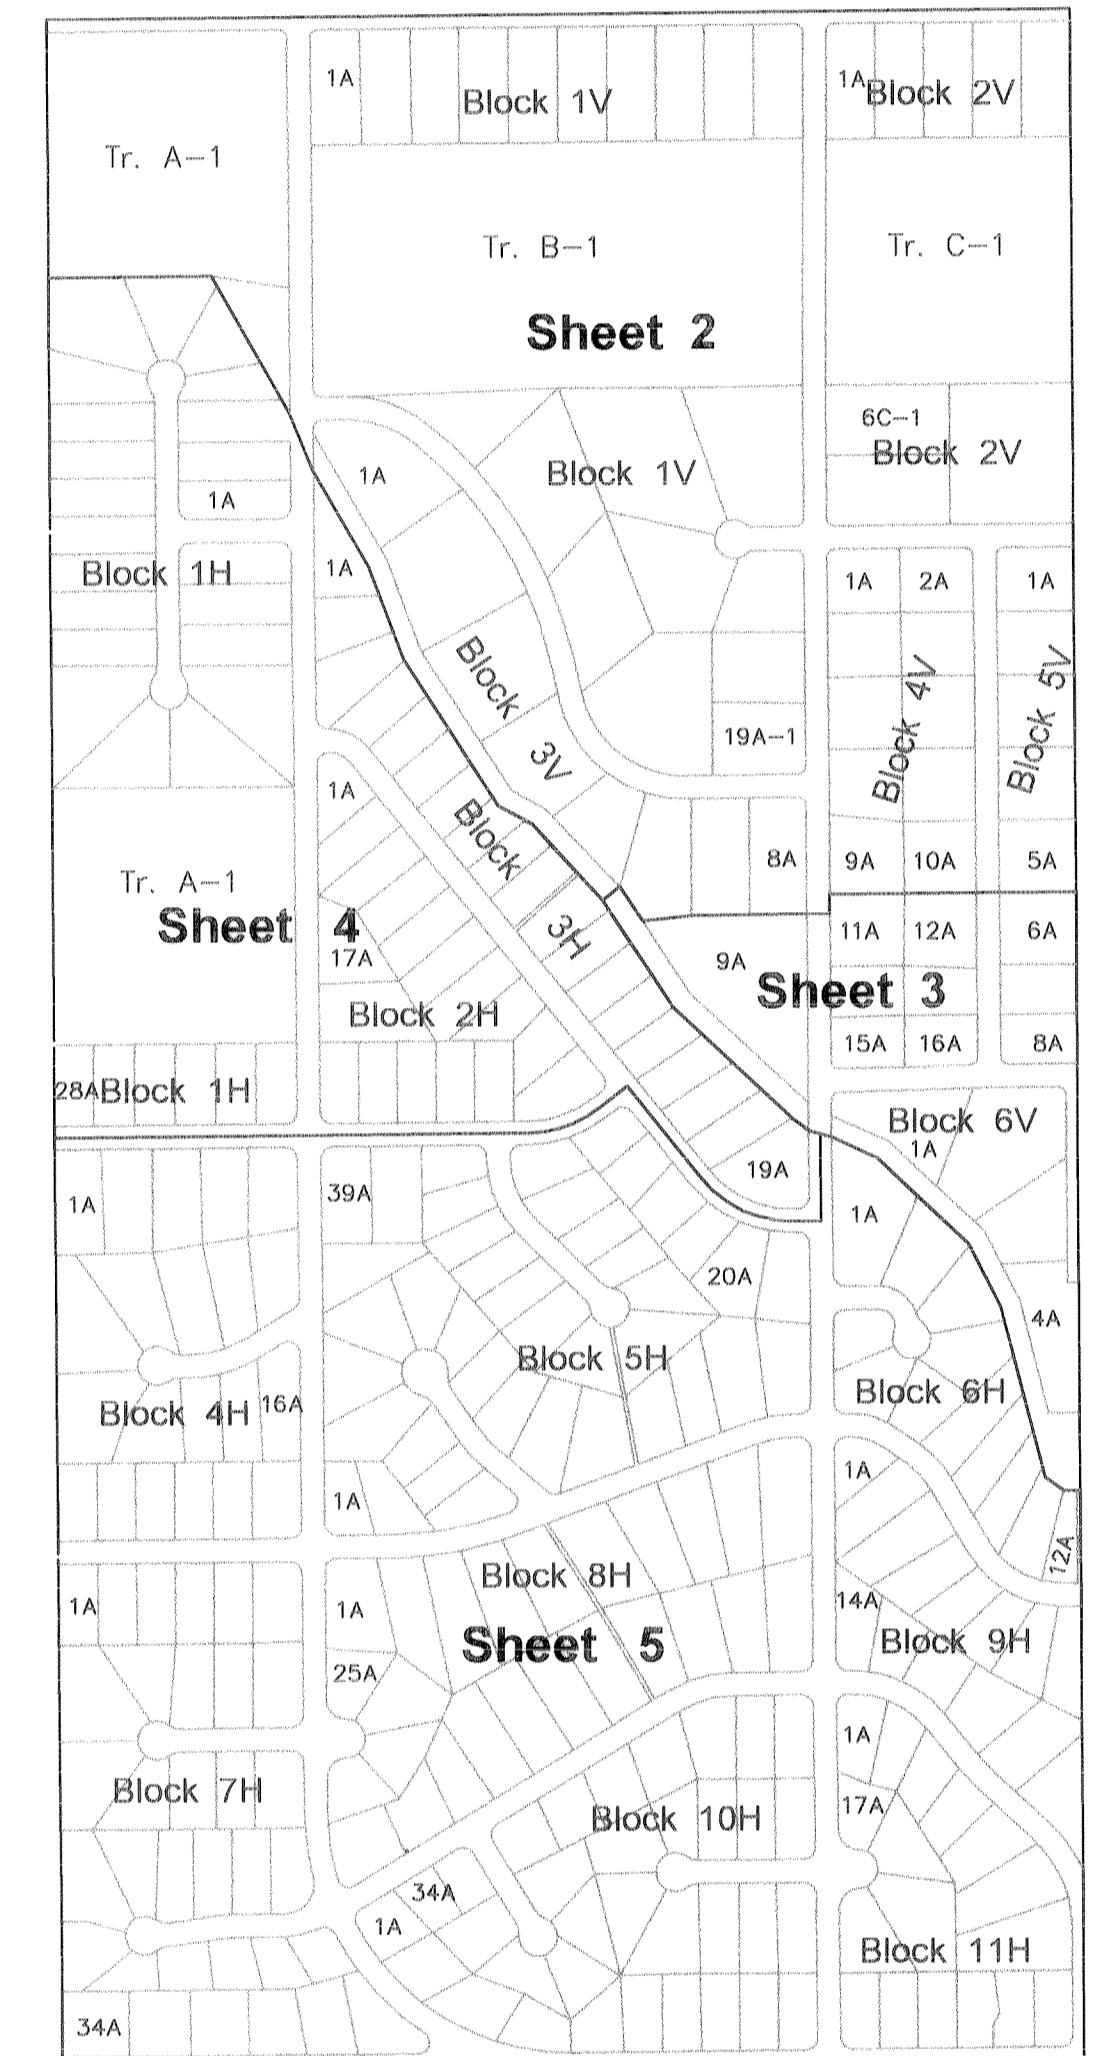 1A
Block 1V
1A
Block 2V
Tr. A-1
Tr. B-1
Tr. C-1
Sheet 2
6C-1
Block 2V
1A
Block 1V
1A
1A
Block 1H
1A
2A
1A
Block 3V
Block 4V
Block 5V
19A-1
1A
Block 3H
8A
9A
10A
5A
Tr. A-1
Sheet 4
17A
9A
11A
12A
6A
Sheet 3
Block 2H
15A
16A
8A
28A
Block 1H
Block 6V
1A
19A
1A
39A
1A
20A
4A
Block 5H
Block 6H
Block 4H
16A
1A
1A
12A
Block 8H
1A
1A
14A
Sheet 5
Block 9H
25A
1A
Block 7H
Block 10H
17A
34A
1A
Block 11H
34A